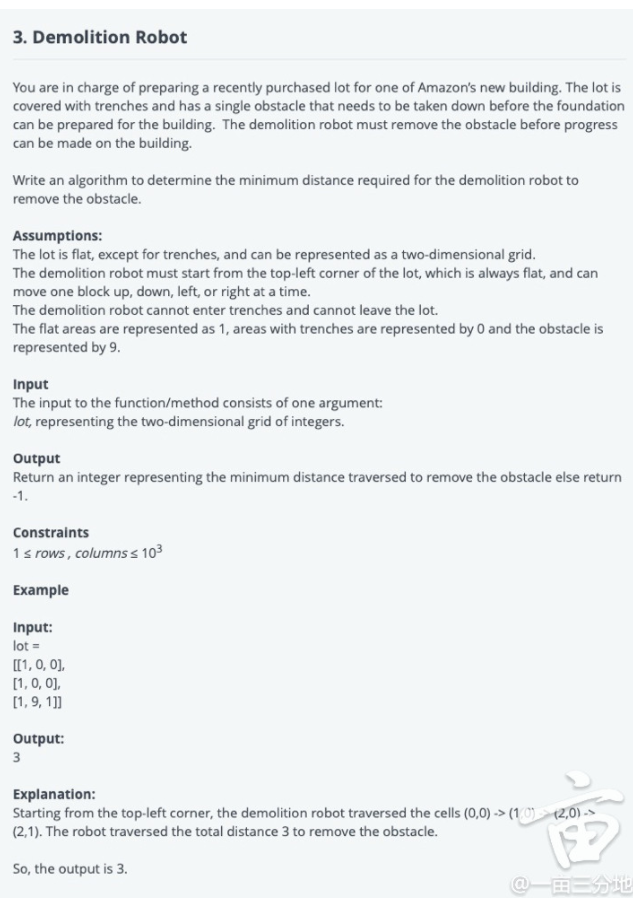 3. Demolition Robot
You are in charge of preparing a recently purchased lot for one of Amazon's new building. The lot is
covered with trenches and has a single obstacle that needs to be taken down before the foundation
can be prepared for the building. The demolition robot must remove the obstacle before progress
can be made on the building.
Write an algorithm to determine the minimum distance required for the demolition robot to
remove the obstacle.
Assumptions:
The lot is flat, except for trenches, and can be represented as a two-dimensional grid.
The demolition robot must start from the top-left corner of the lot, which is always flat, and can
move one block up, down, left, or right at a time.
The demolition robot cannot enter trenches and cannot leave the lot.
The flat areas are represented as 1, areas with trenches are represented by 0 and the obstacle is
represented by 9.
Input
The input to the function/method consists of one argument:
lot, representing the two-dimensional grid of integers.
Output
Return an integer representing the minimum distance traversed to remove the obstacle else return
-1.
Constraints
1 ≤ rows, columns ≤ 10³
Example
Input:
lot =
[[1, 0, 0],
[1, 0, 0],
[1, 9, 1]]
Output:
3
Explanation:
Starting from the top-left corner, the demolition robot traversed the cells (0,0) -> (1,0) -> (2,0) ->
(2,1). The robot traversed the total distance 3 to remove the obstacle.
So, the output is 3.
亩
@一亩三分地